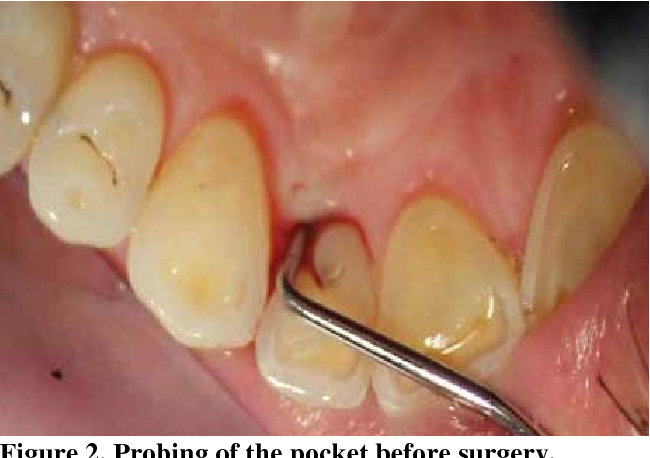 Figure 2. Probing of the pocket before surgery.